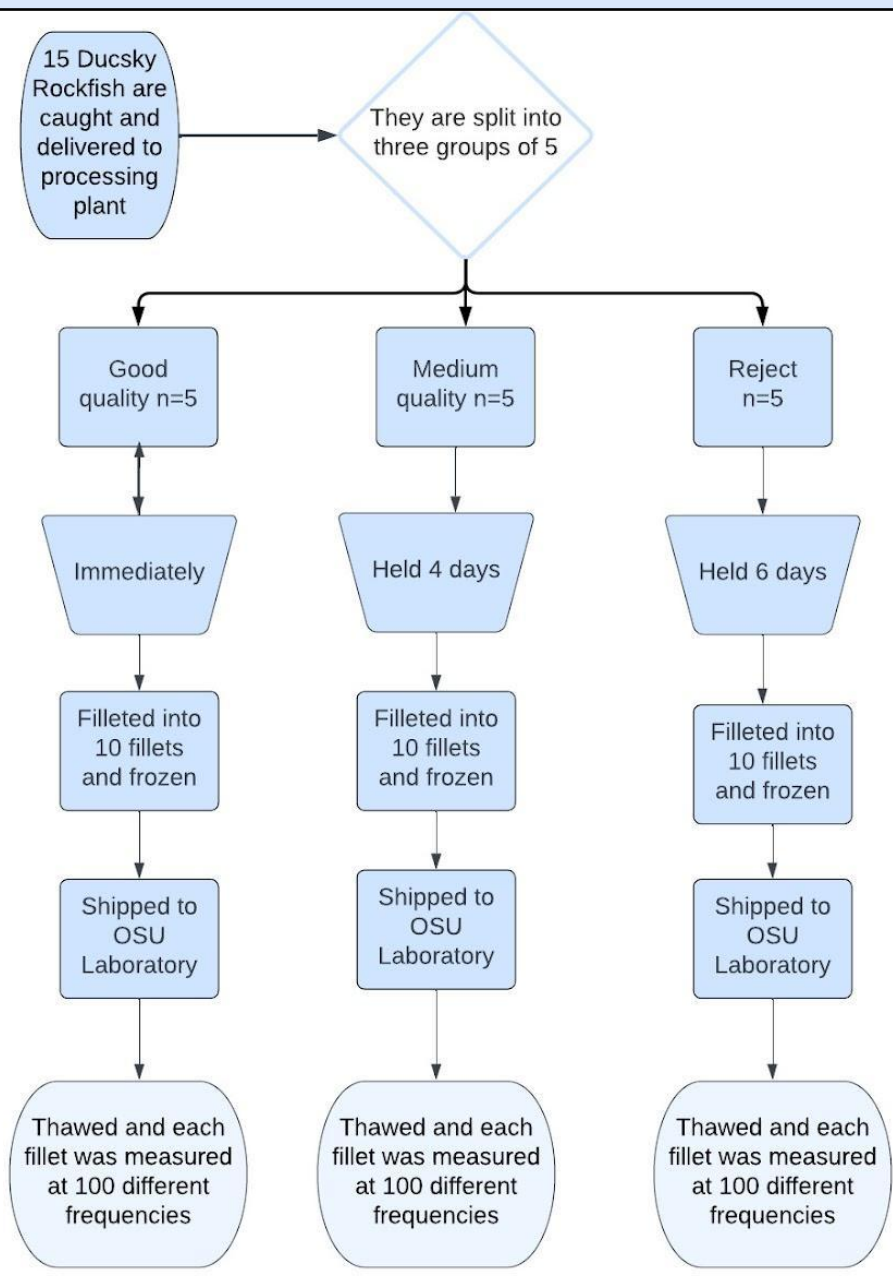 15 Ducsky
Rockfish are
caught and
delivered to
processing
plant
They are split into
three groups of 5
Good
quality n=5
Medium
quality n=5
Reject
n=5
Immediately
Held 4 days
Held 6 days
Filleted into
10 fillets
and frozen
Filleted into
10 fillets
and frozen
Filleted into
10 fillets
and frozen
Shipped to
OSU
Laboratory
Shipped to
OSU
Laboratory
Shipped to
OSU
Laboratory
Thawed and each
fillet was measured
at 100 different
frequencies
Thawed and each
fillet was measured
at 100 different
frequencies
Thawed and each
fillet was measured
at 100 different
frequencies